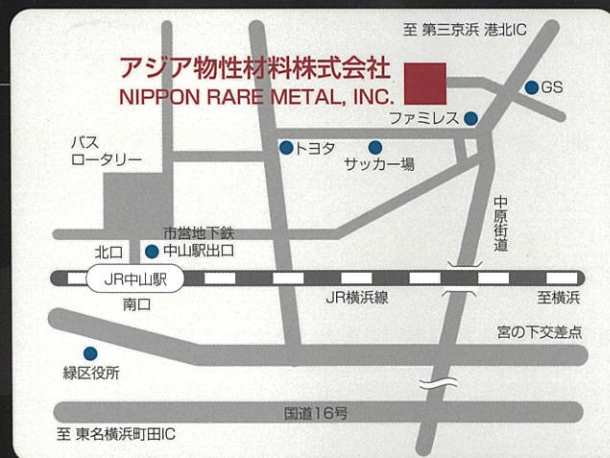 至 第三京浜 港北IC
アジア物性材料株式会社
NIPPON RARE METAL, INC.
GS
ファミレス
バス
ロータリー
トヨタ
サッカー場
中原街道
市営地下鉄
中山駅出口
北口
JR中山駅
南口
JR横浜線
至横浜
宮の下交差点
緑区役所
国道16号
至 東名横浜町田IC